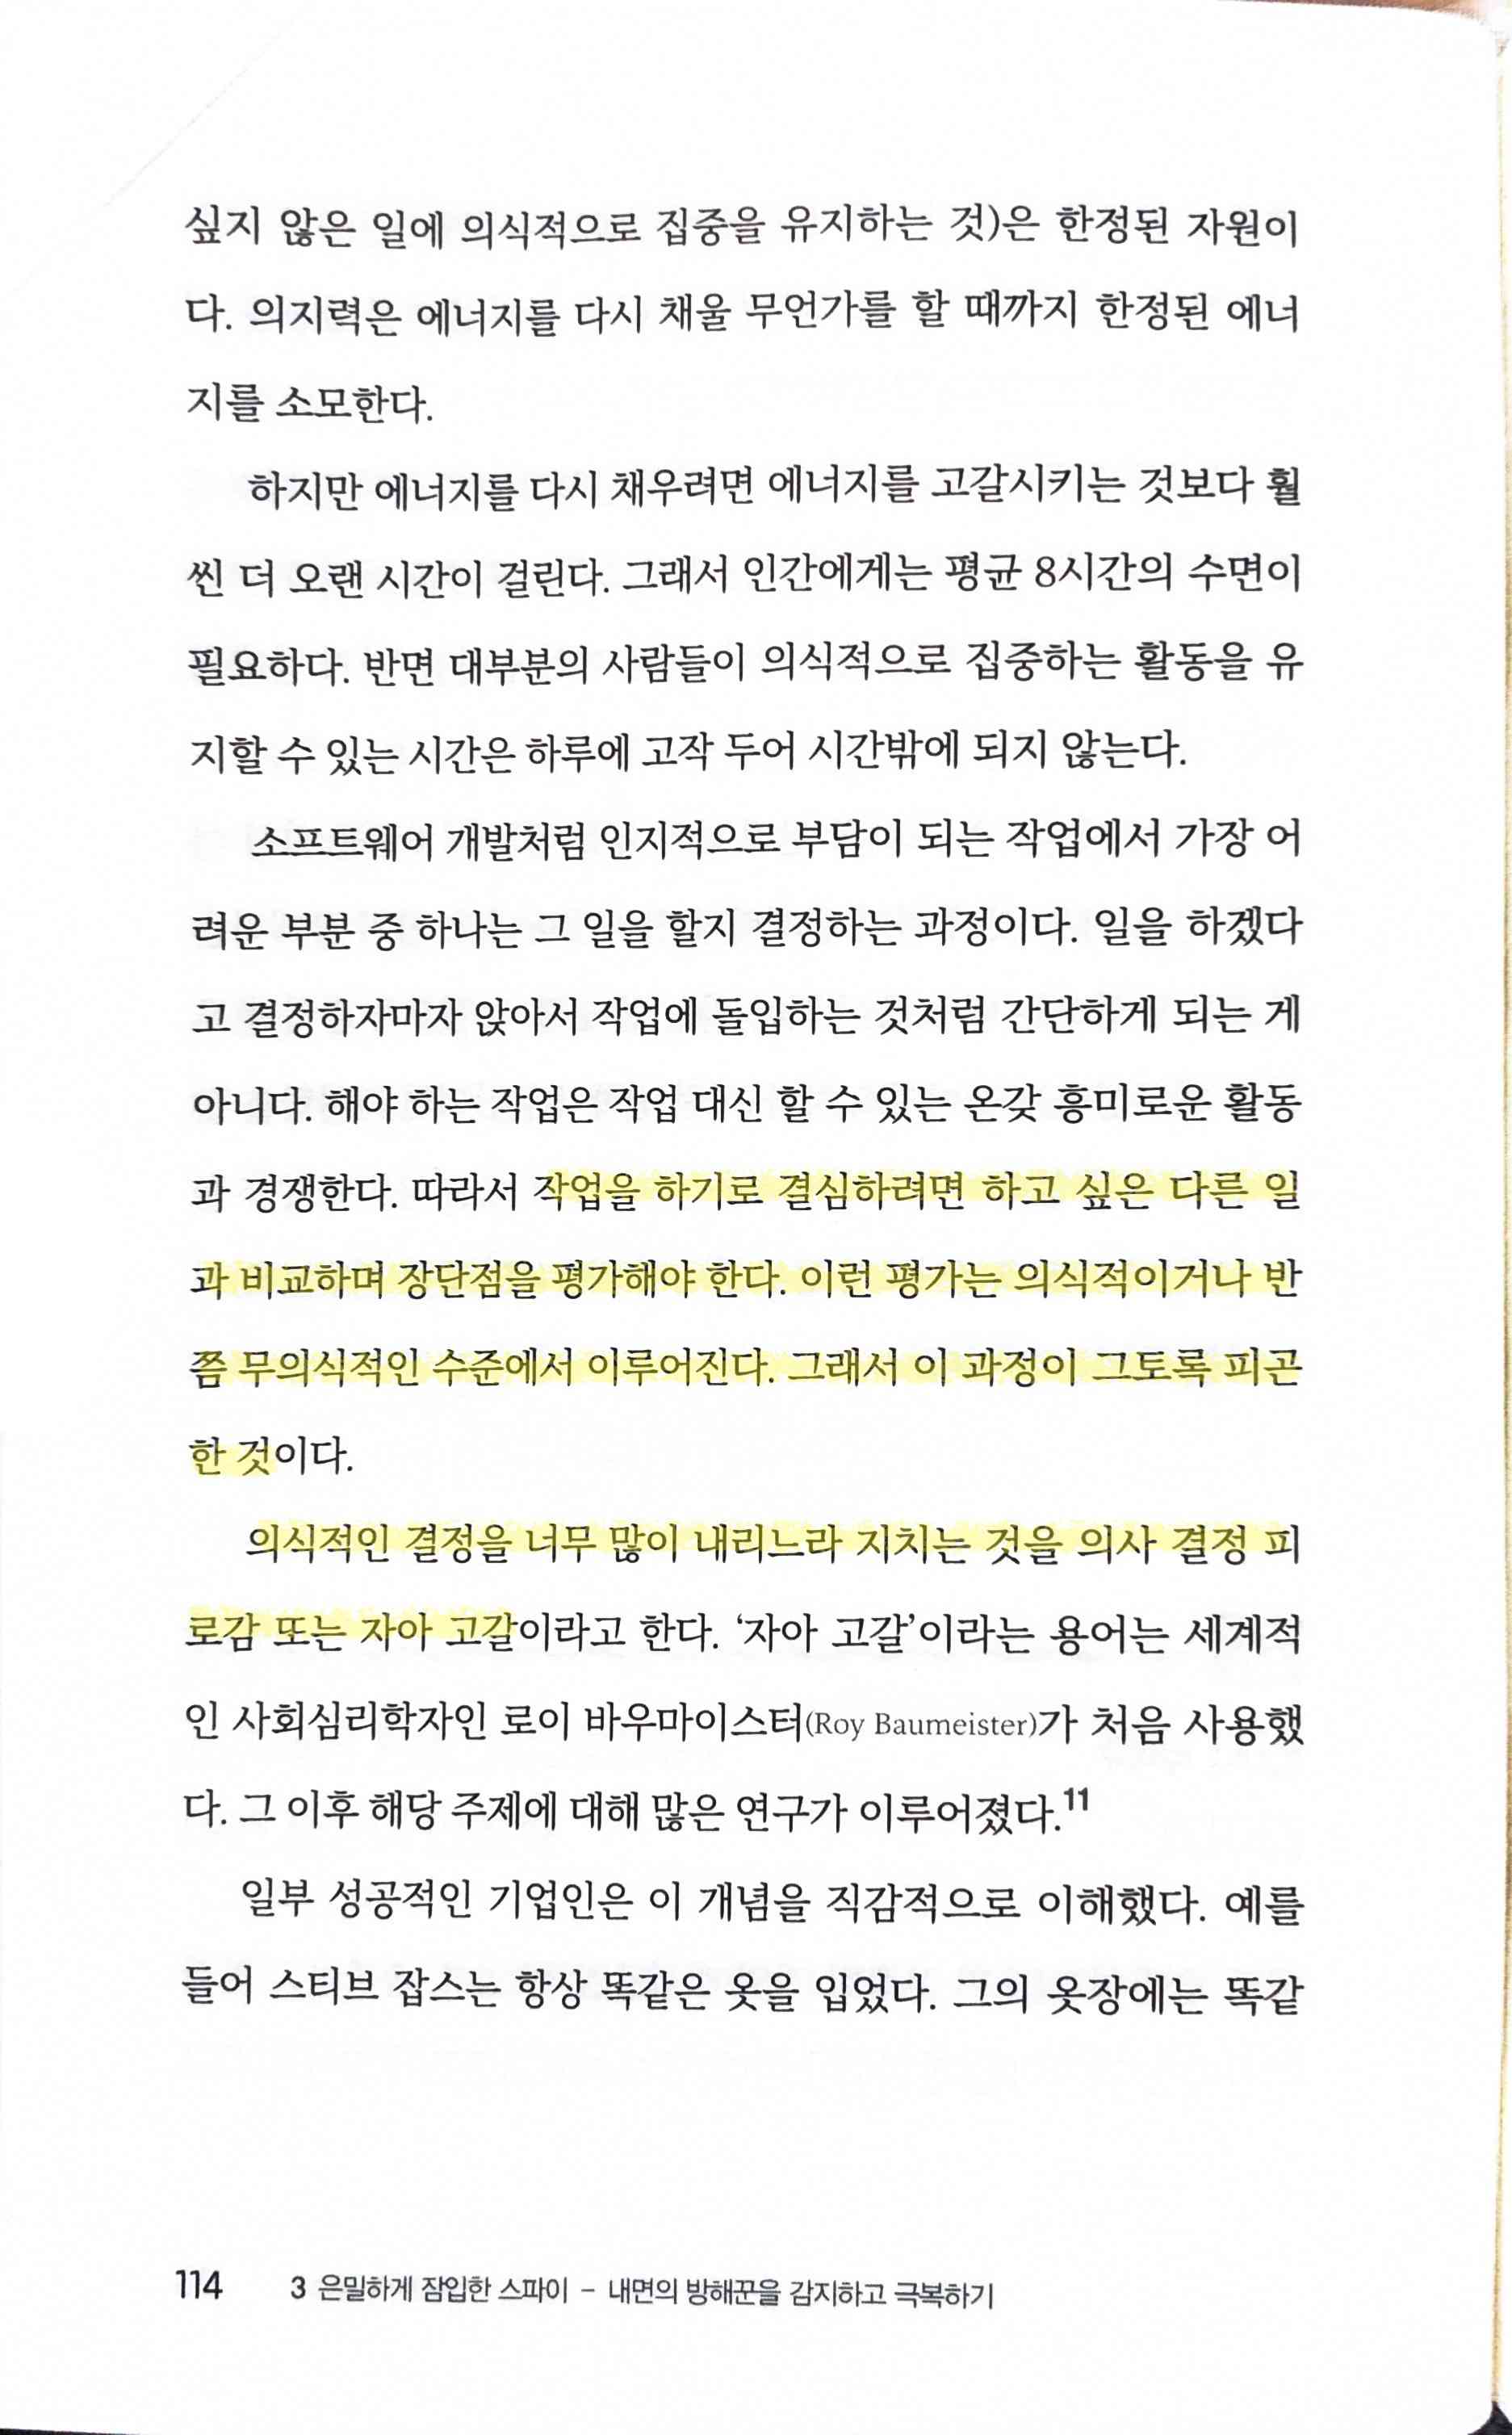 싶지 않은 일에 의식적으로 집중을 유지하는 것)은 한정된 자원이
다. 의지력은 에너지를 다시 채울 무언가를 할 때까지 한정된 에너
지를 소모한다.
하지만 에너지를 다시 채우려면 에너지를 고갈시키는 것보다 훨
씬 더 오랜 시간이 걸린다. 그래서 인간에게는 평균 8시간의 수면이
필요하다. 반면 대부분의 사람들이 의식적으로 집중하는 활동을 유
지할 수 있는 시간은 하루에 고작 두어 시간밖에 되지 않는다.
소프트웨어 개발처럼 인지적으로 부담이 되는 작업에서 가장 어
려운 부분 중 하나는 그 일을 할지 결정하는 과정이다. 일을 하겠다
고 결정하자마자 앉아서 작업에 돌입하는 것처럼 간단하게 되는 게
아니다. 해야 하는 작업은 작업 대신 할 수 있는 온갖 흥미로운 활동
과 경쟁한다. 따라서 작업을 하기로 결심하려면 하고 싶은 다른 일
과 비교하며 장단점을 평가해야 한다. 이런 평가는 의식적이거나 반
쯤 무의식적인 수준에서 이루어진다. 그래서 이 과정이 그토록 피곤
한 것이다.
의식적인 결정을 너무 많이 내리느라 지치는 것을 의사 결정 피
로감 또는 자아 고갈이라고 한다. ‘자아 고갈’이라는 용어는 세계적
인 사회심리학자인 로이 바우마이스터(Roy Baumeister)가 처음 사용했
다. 그 이후 해당 주제에 대해 많은 연구가 이루어졌다.11
일부 성공적인 기업인은 이 개념을 직감적으로 이해했다. 예를
들어 스티브 잡스는 항상 똑같은 옷을 입었다. 그의 옷장에는 똑같
114 3 은밀하게 잠입한 스파이 – 내면의 방해꾼을 감지하고 극복하기